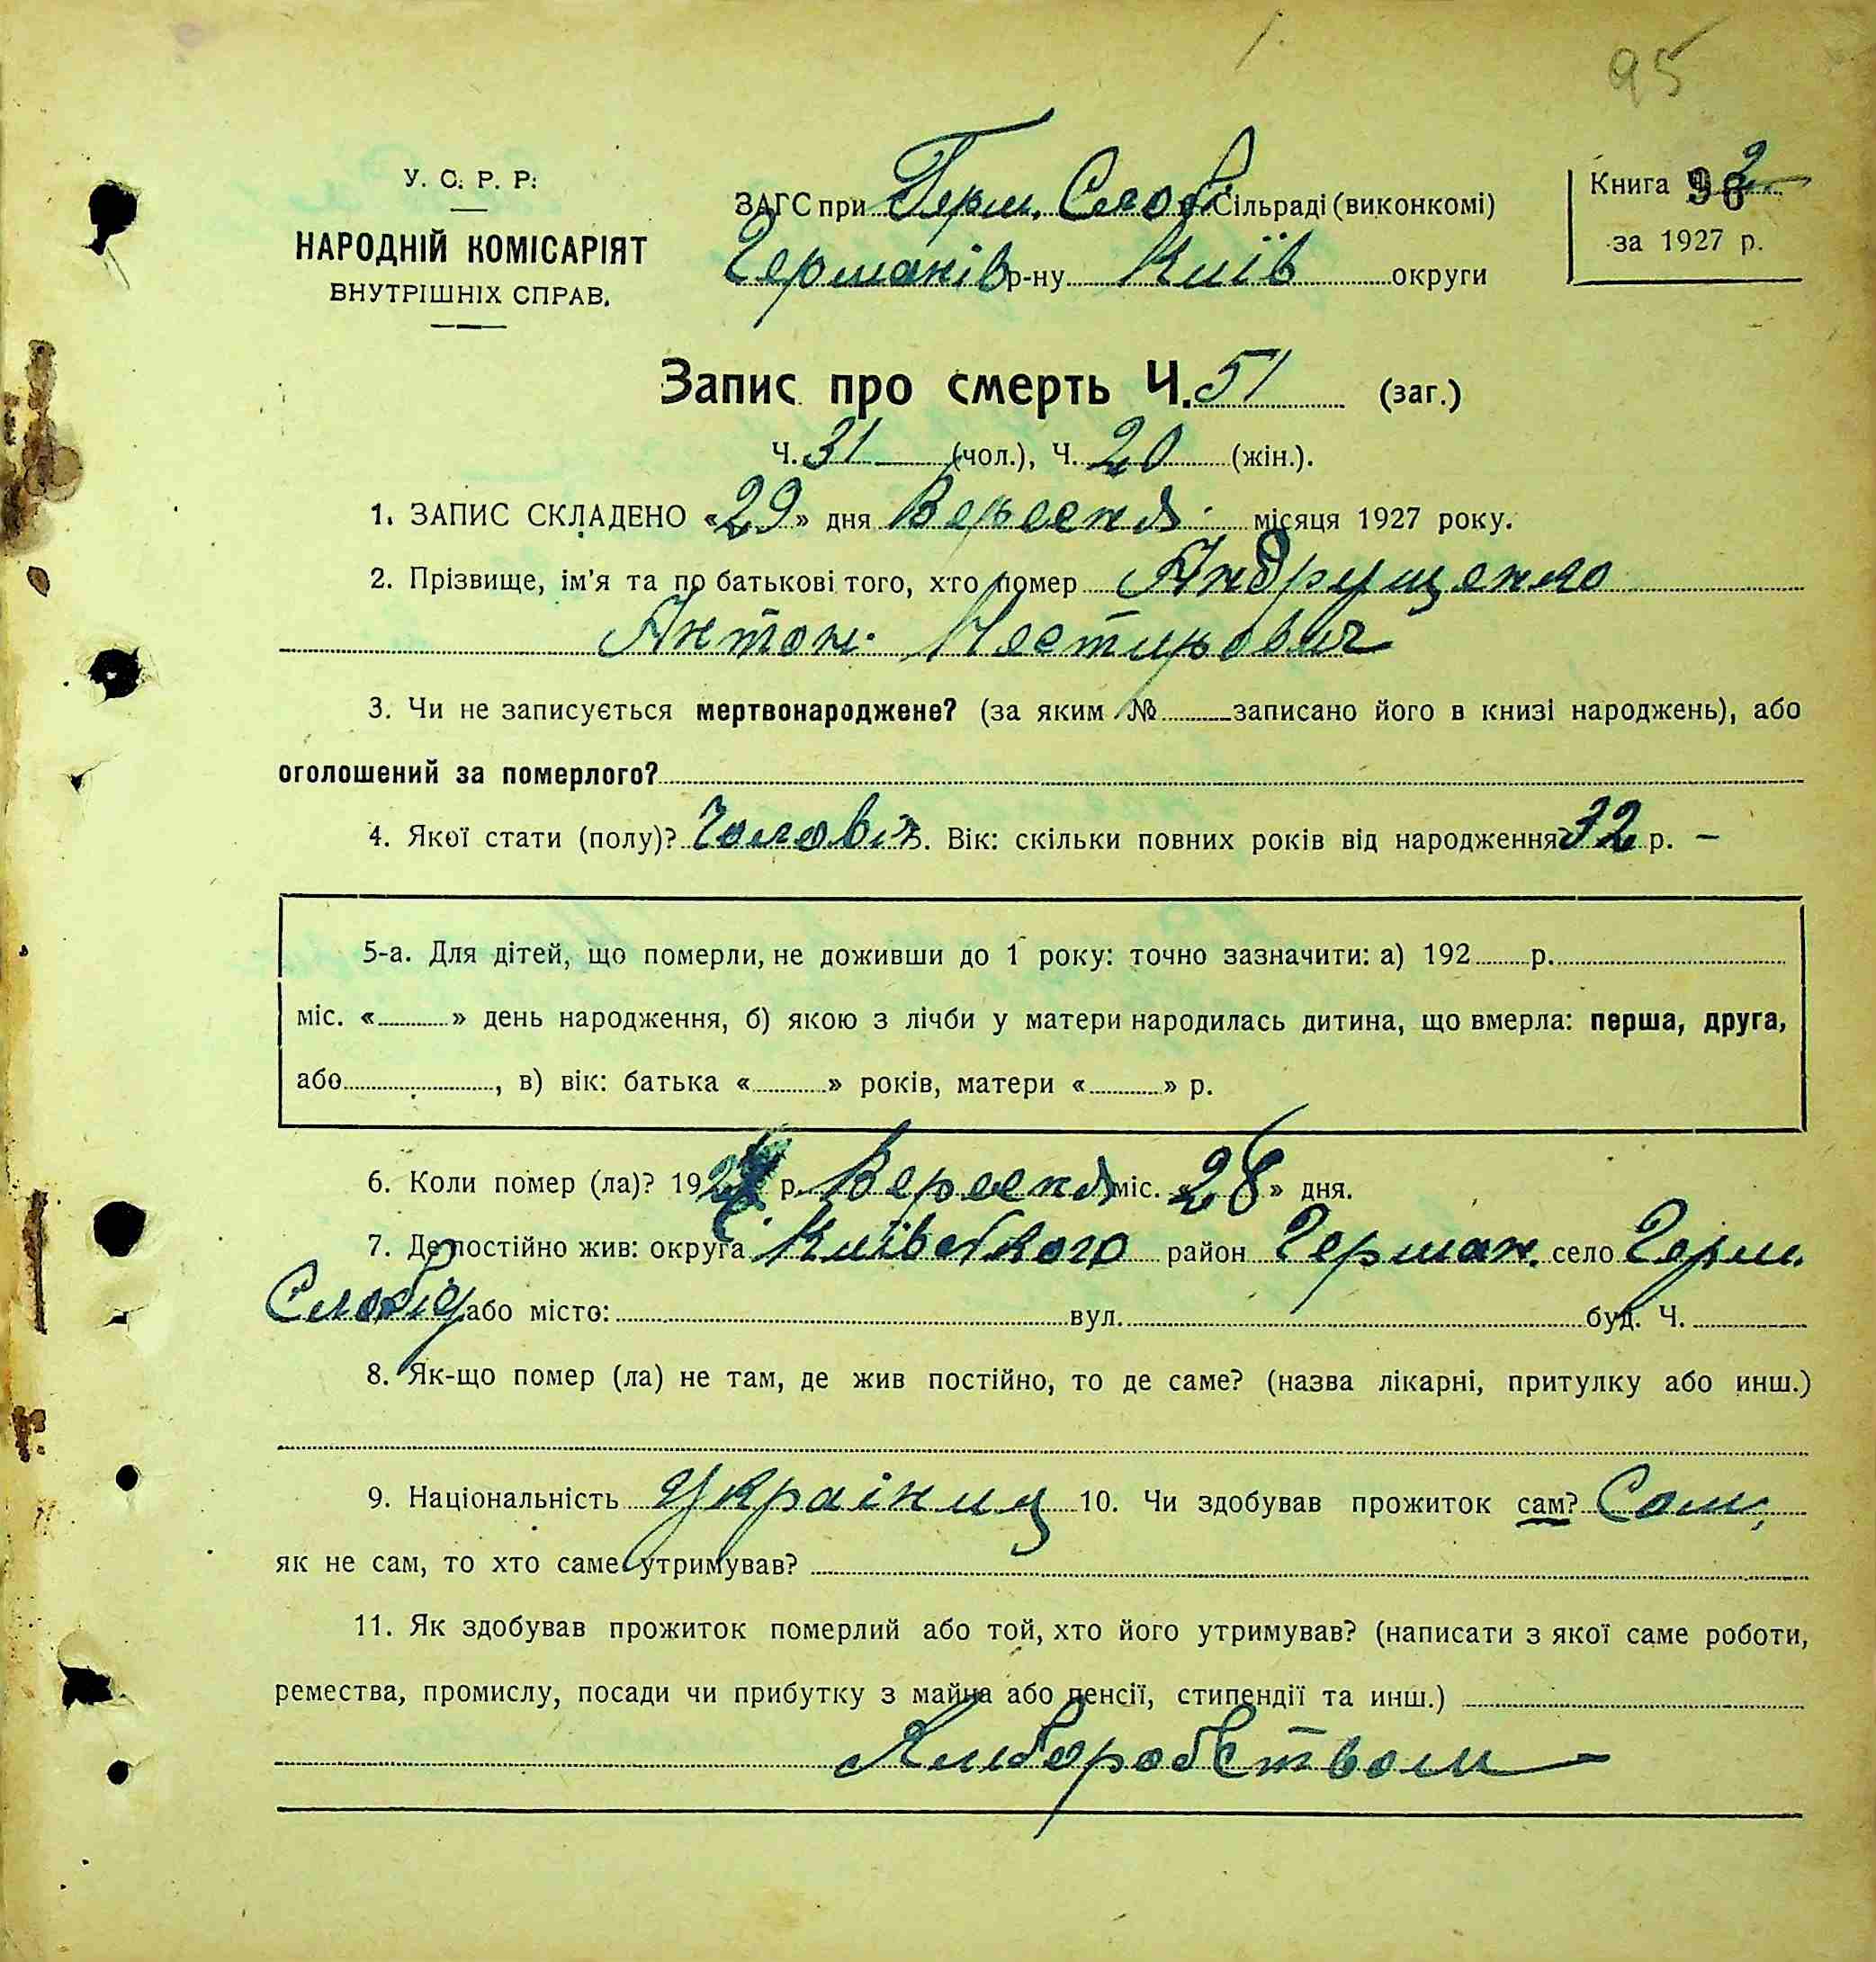 95
У. С. Р. Р.
НАРОДНІЙ КОМІСАРІЯТ
ВНУТРІШНІХ СПРАВ.
ЗАГС при Герм. Слоб. Сільраді (виконкомі)
Германів р-ну Київ округи
Книга Ч. 2
98
за 1927 р.
Запис про смерть Ч. 51 (заг.)
Ч. 31 (чол.), Ч. 20 (жін.).
1. ЗАПИС СКЛАДЕНО «29» дня Вересня місяця 1927 року.
2. Прізвище, ім'я та по батькові того, хто помер Андрущенко
Антон Нестирович
3. Чи не записується мертвонароджене? (за яким № записано його в книзі народжень), або
оголошений за померлого?
4. Якої стати (полу)? Чоловіч. 5. Вік: скільки повних років від народження 32 р. —
5-а. Для дітей, що померли, не доживши до 1 року: точно зазначити: а) 192 р.
міс. « » день народження, б) якою з лічби у матери народилась дитина, що вмерла: перша, друга,
або , в) вік: батька « » років, матери « » р.
6. Коли помер (ла)? 1927 р. Вересня міс. «28» дня.
7. Де постійно жив: округа Київського район Герман. село Герм.
Слобід або місто: вул. буд. Ч.
8. Як-що помер (ла) не там, де жив постійно, то де саме? (назва лікарні, притулку або инш.)
9. Національність Украінец 10. Чи здобував прожиток сам? Сам,
як не сам, то хто саме утримував?
11. Як здобував прожиток померлий або той, хто його утримував? (написати з якої саме роботи,
ремества, промислу, посади чи прибутку з майна або пенсії, стипендії та инш.)
Хліборобством